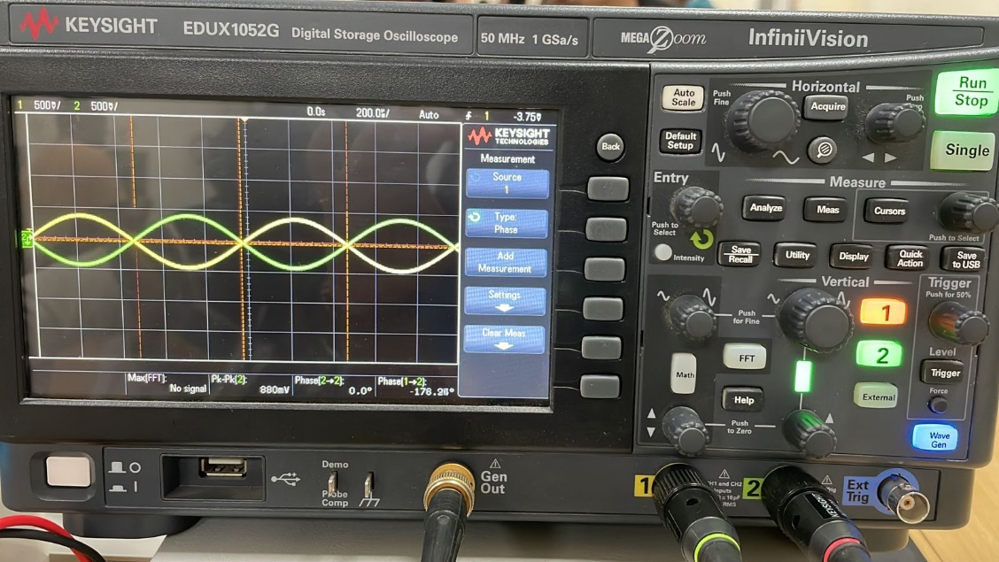 KEYSIGHT EDUX1052G Digital Storage Oscilloscope 50 MHz 1 GSa/s MEGA Zoom InfiniiVision
1 500mV/ 2 500mV/ 0.0s 200.0us/ Auto 1 -3.75V
KEYSIGHT
TECHNOLOGIES
Measurement
Source
1
Type:
Phase
Add
Measurement
Settings
Clear Meas
Max(FFT):
No signal
Pk-Pk(2):
880mV
Phase(2→2):
0.0°
Phase(1→2):
Back
Auto
Scale
Default
Setup
Push
Fine
Horizontal
Acquire
Push
Run
Stop
Single
Entry
Push to
Select
Intensity
Measure
Analyze
Meas
Cursors
Push to Select
Save
Recall
Utility
Display
Quick
Action
Save
to USB
Vertical
Push
for Fine
1
2
FFT
Math
Help
External
Push
to Zero
Trigger
Push for 50%
Level
Trigger
Force
Wave
Gen
Demo
Probe
Comp
Gen
Out
1
CH1 and CH2
Inputs
RMS
2
KEYSIGHT
Ext
Trig